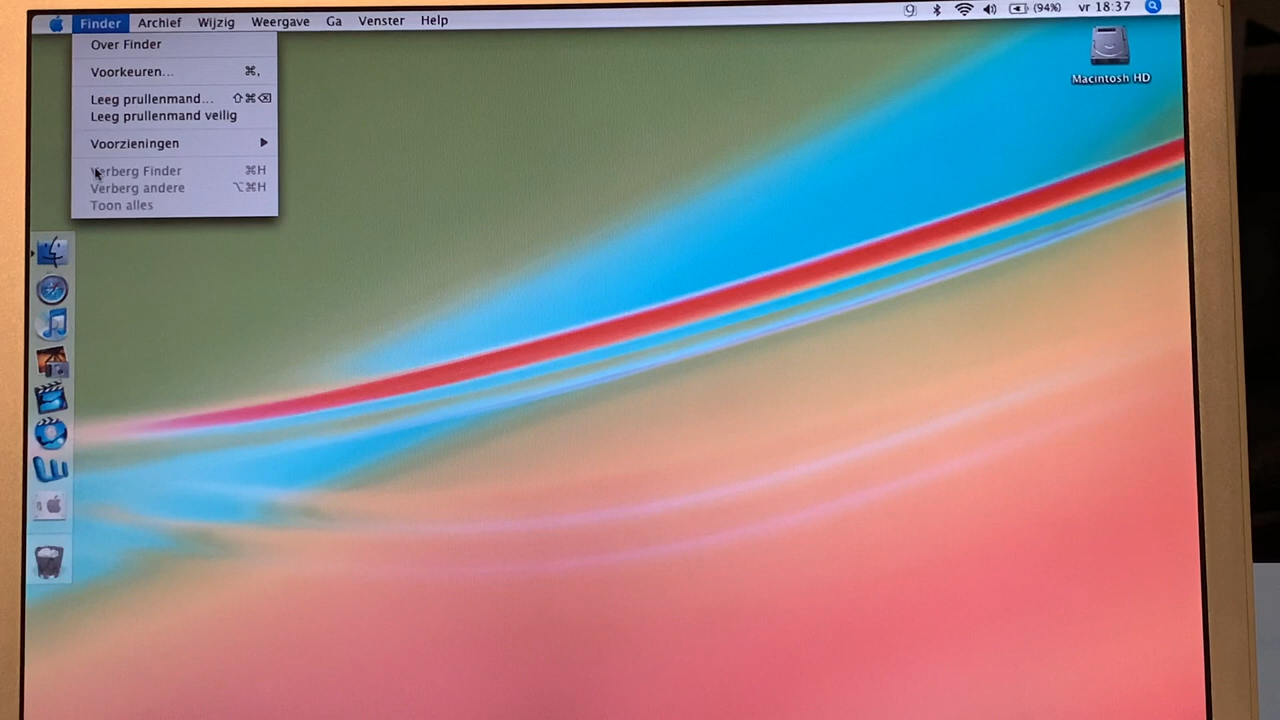 Finder Archief Wijzig Weergave Ga Venster Help (94%) vr 18:37
Over Finder
Voorkeuren... ⌘,
Leeg prullenmand... ⇧⌘⌫
Leeg prullenmand veilig
Voorzieningen ▶
Verberg Finder ⌘H
Verberg andere ⌥⌘H
Toon alles
Macintosh HD